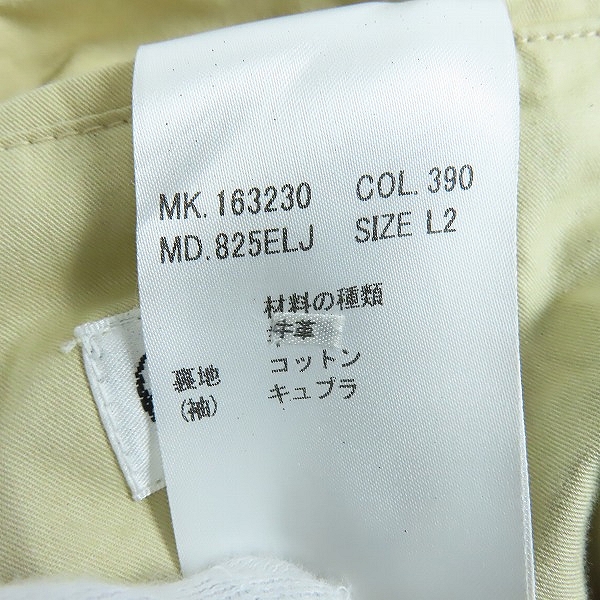 MK. 163230 COL. 390
MD. 825ELJ SIZE L2
材料の種類
牛革
裏地 コットン
(袖) キュプラ